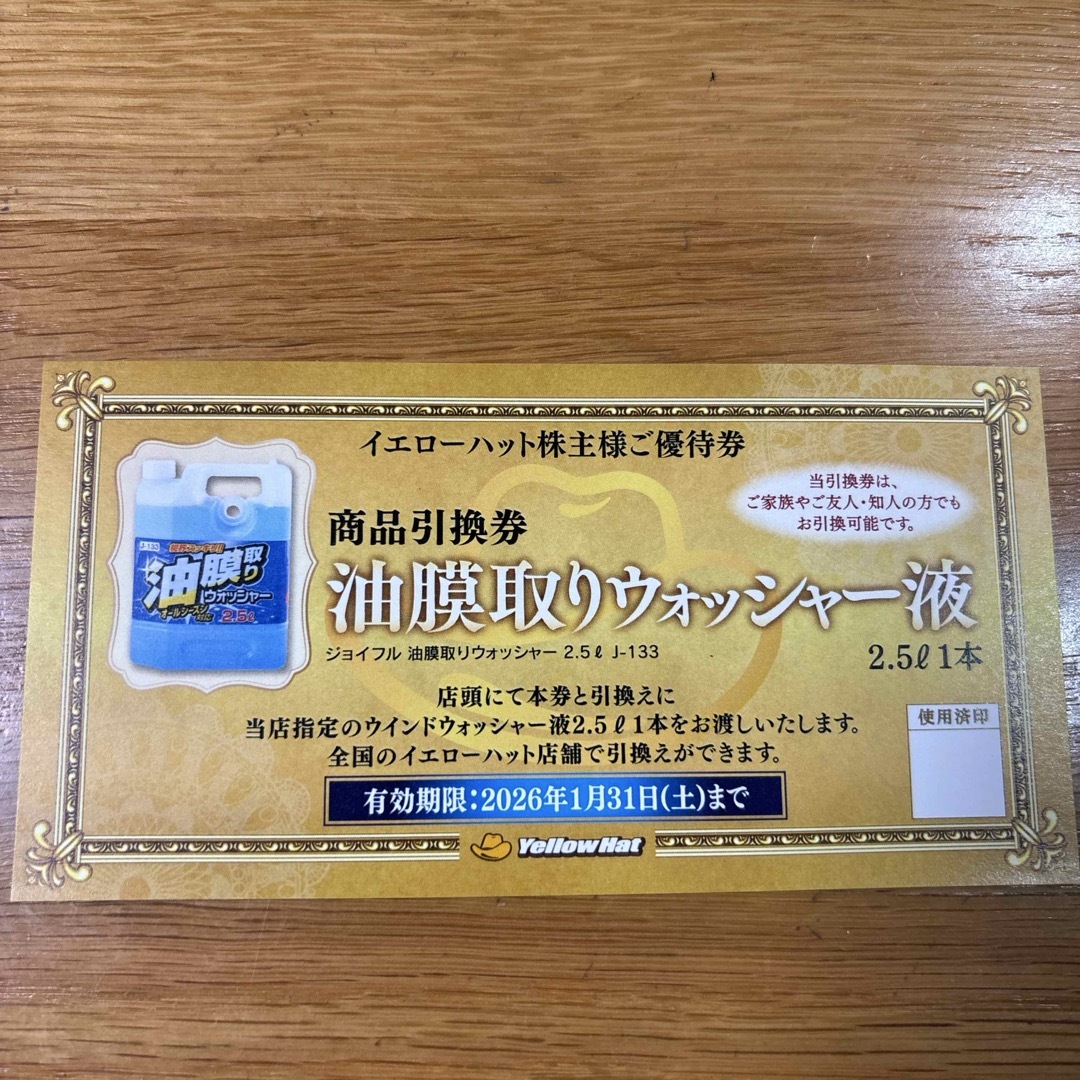 イエローハット株主様ご優待券
当引換券は、
ご家族やご友人・知人の方でも
お引換可能です。
商品引換券
油膜取りウォッシャー液
ジョイフル 油膜取りウォッシャー 2.5ℓ J-133
2.5ℓ 1本
J-133
油膜取り
ウォッシャー
オールシーズン
対応
2.5ℓ
店頭にて本券と引換えに
当店指定のウインドウォッシャー液2.5ℓ1本をお渡しいたします。
全国のイエローハット店舗で引換えができます。
使用済印
有効期限：2026年1月31日(土)まで
YellowHat